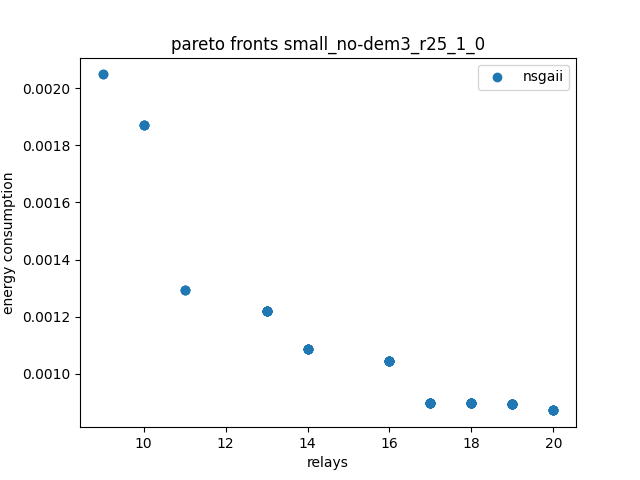 pareto fronts small_no-dem3_r25_1_0
nsgaii
0.0020
0.0018
0.0016
0.0014
0.0012
0.0010
energy consumption
10 12 14 16 18 20
relays